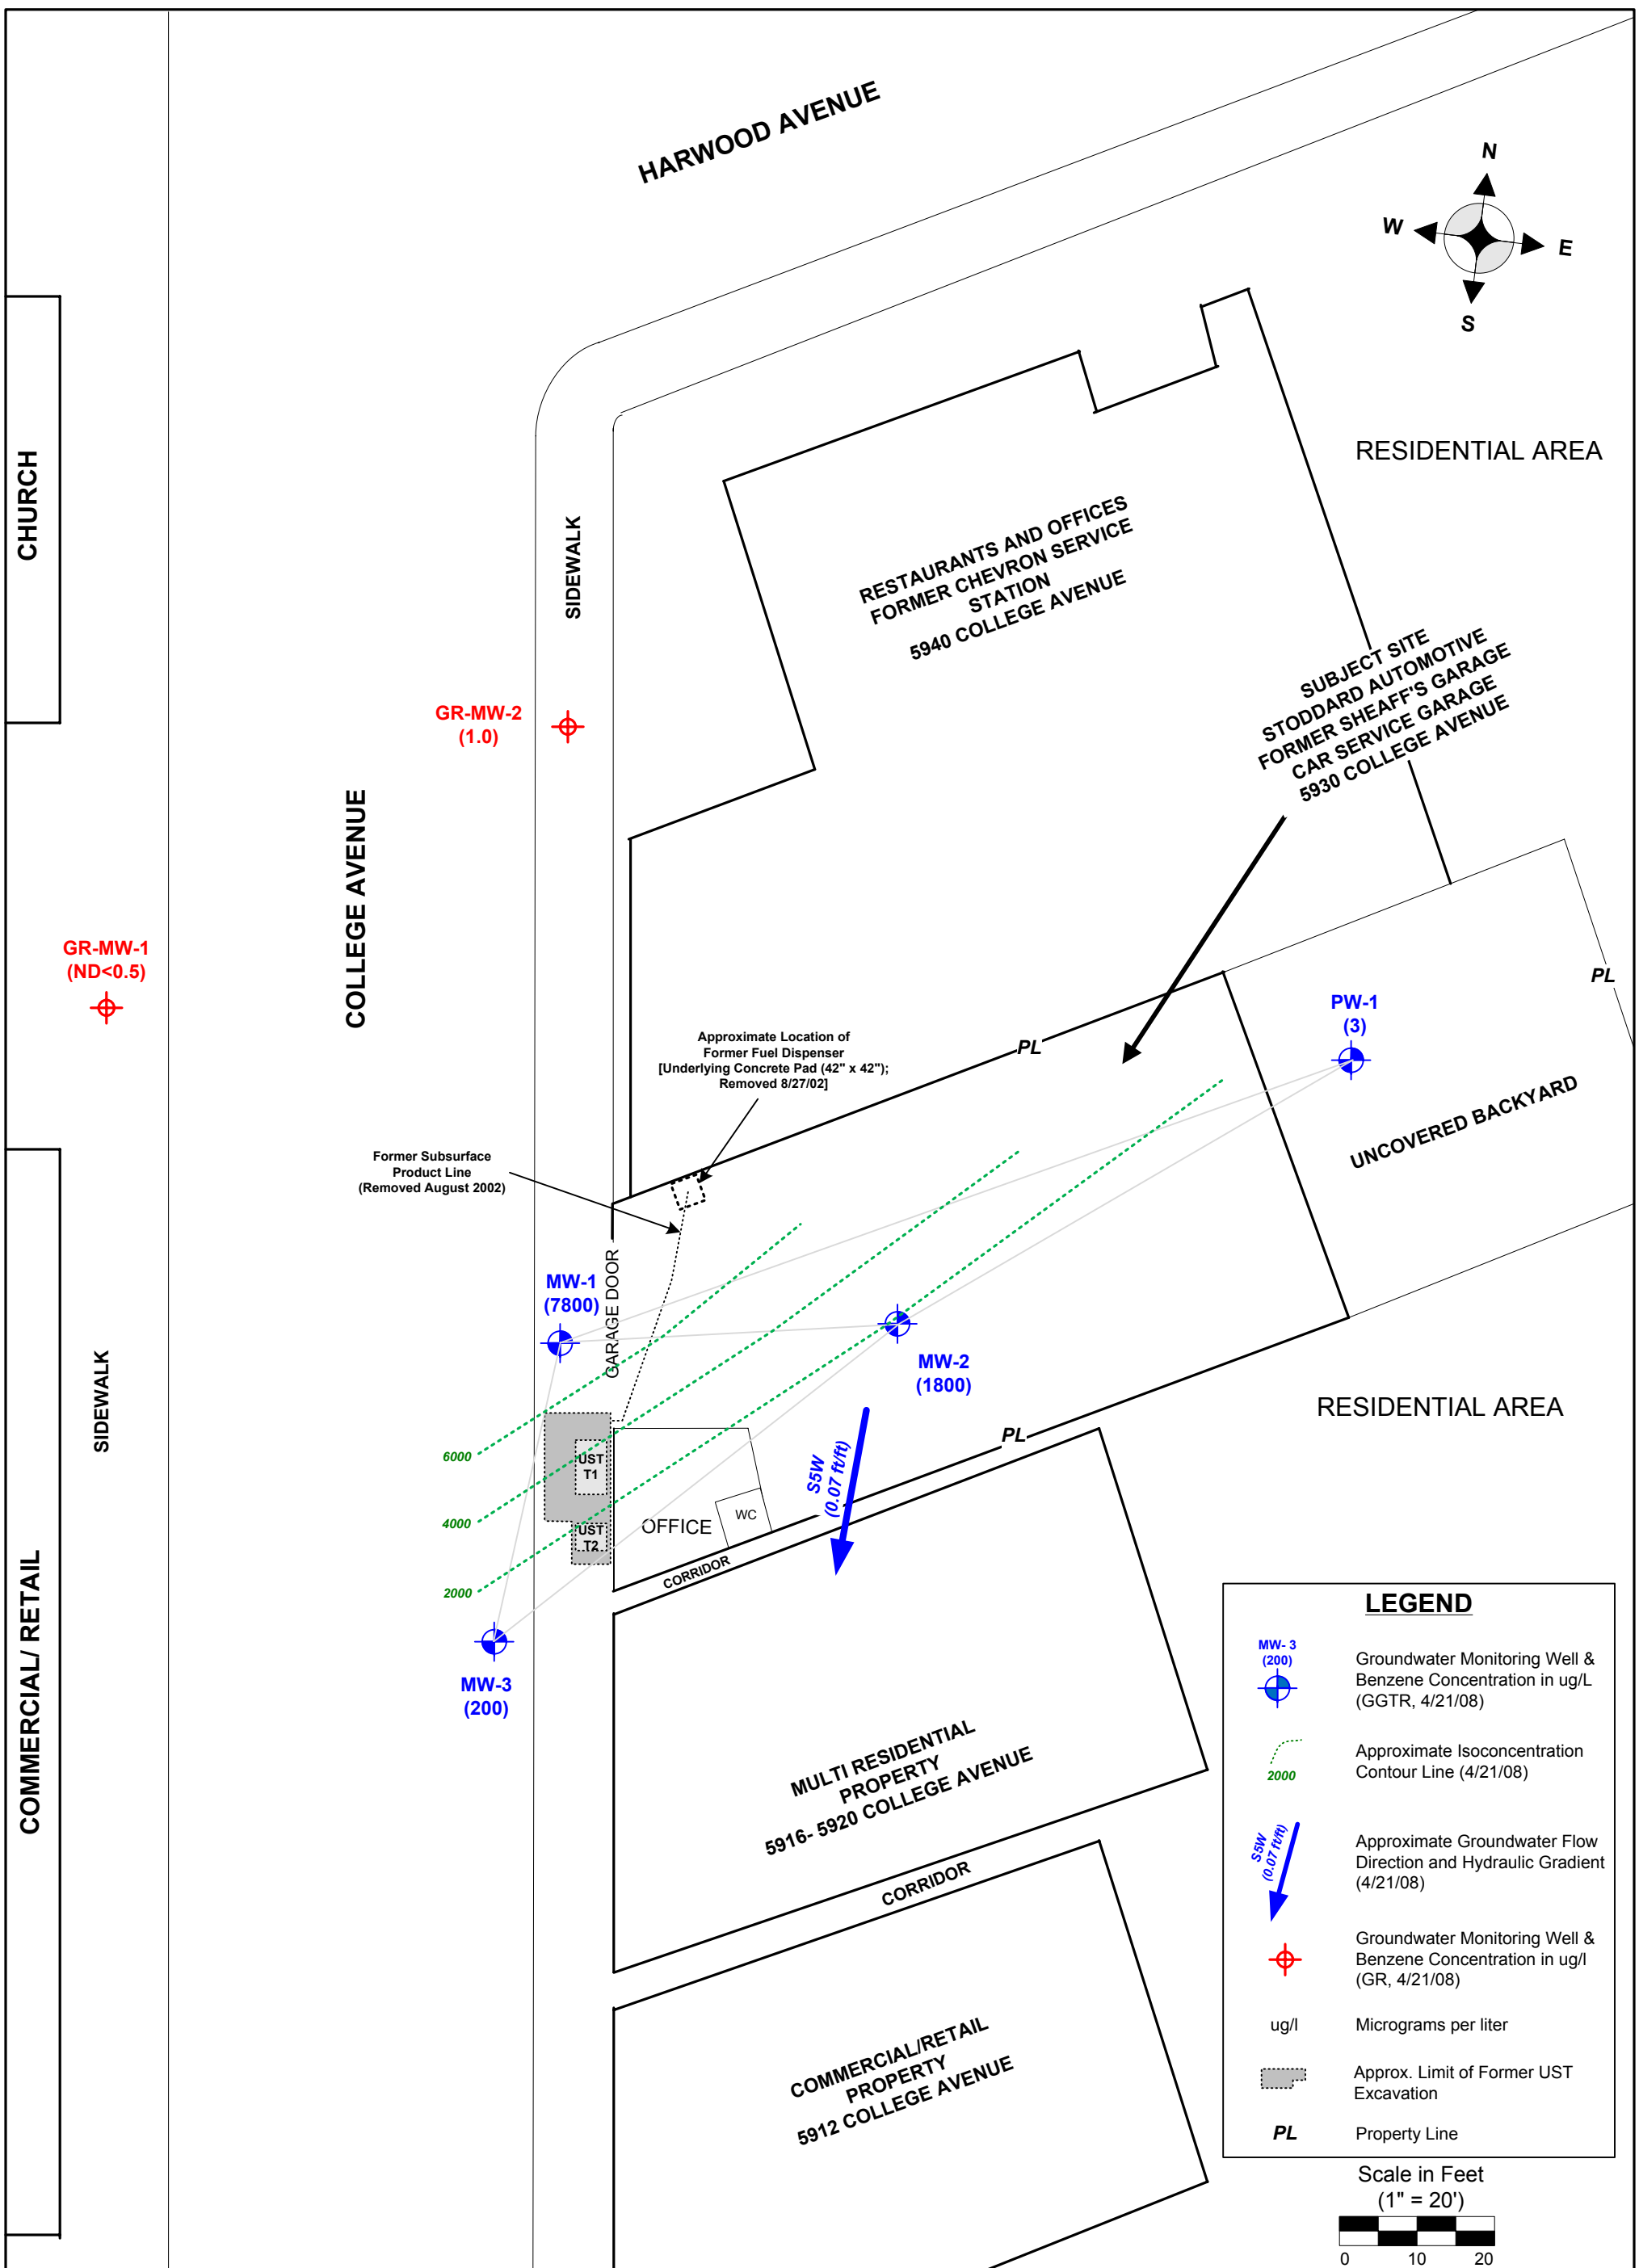 HARWOOD AVENUE
N
W
E
S
CHURCH
RESIDENTIAL AREA
SIDEWALK
RESTAURANTS AND OFFICES
FORMER CHEVRON SERVICE
STATION
5940 COLLEGE AVENUE
SUBJECT SITE
STODDARD AUTOMOTIVE
FORMER SHEAFF'S GARAGE
CAR SERVICE GARAGE
5930 COLLEGE AVENUE
GR-MW-2
(1.0)
COLLEGE AVENUE
GR-MW-1
(ND<0.5)
PL
PW-1
(3)
Approximate Location of
Former Fuel Dispenser
[Underlying Concrete Pad (42" x 42");
Removed 8/27/02]
PL
UNCOVERED BACKYARD
Former Subsurface
Product Line
(Removed August 2002)
GARAGE DOOR
MW-1
(7800)
MW-2
(1800)
SIDEWALK
RESIDENTIAL AREA
PL
6000
UST
T1
S5W
(0.07 ft/ft)
4000
UST
T2
OFFICE
WC
CORRIDOR
2000
COMMERCIAL/ RETAIL
MW-3
(200)
MULTI RESIDENTIAL
PROPERTY
5916- 5920 COLLEGE AVENUE
CORRIDOR
COMMERCIAL/RETAIL
PROPERTY
5912 COLLEGE AVENUE
LEGEND
MW- 3
(200)
Groundwater Monitoring Well &
Benzene Concentration in ug/L
(GGTR, 4/21/08)
2000
Approximate Isoconcentration
Contour Line (4/21/08)
S5W
(0.07 ft/ft)
Approximate Groundwater Flow
Direction and Hydraulic Gradient
(4/21/08)
Groundwater Monitoring Well &
Benzene Concentration in ug/l
(GR, 4/21/08)
ug/l
Micrograms per liter
Approx. Limit of Former UST
Excavation
PL
Property Line
Scale in Feet
(1" = 20')
0 10 20